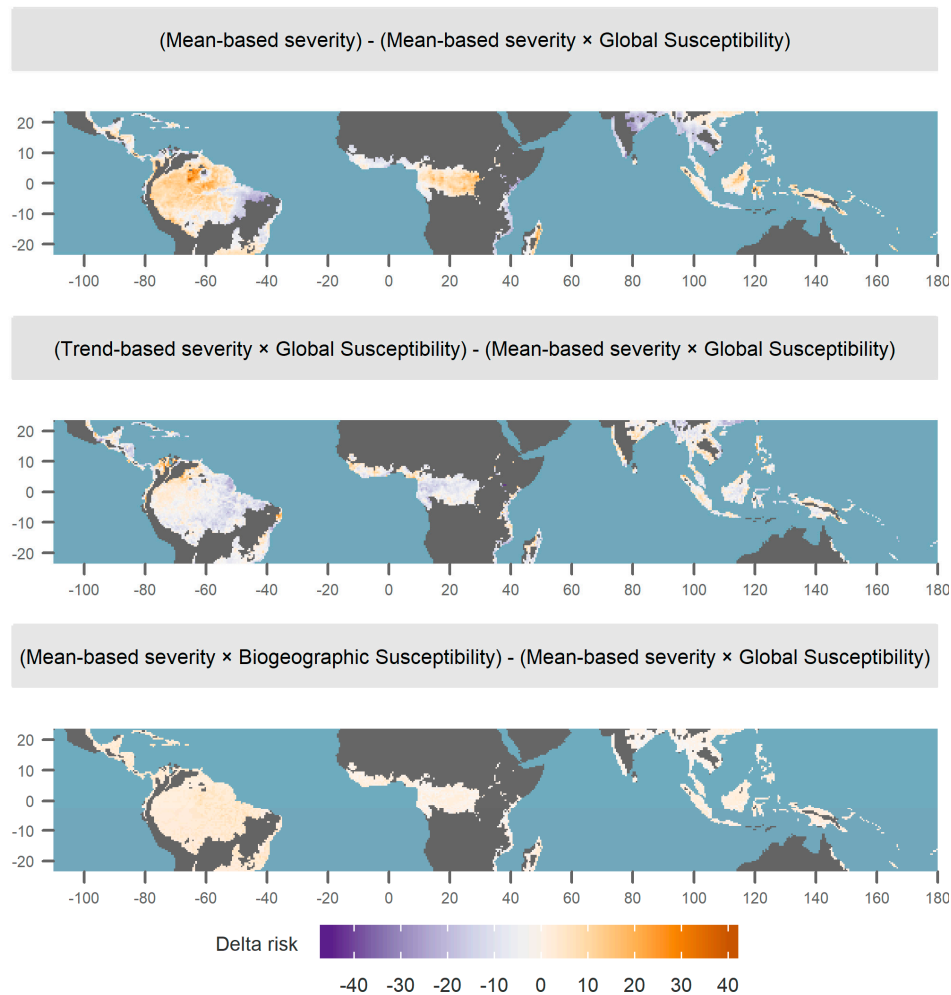 (Mean-based severity) - (Mean-based severity × Global Susceptibility)
20
10
0
-10
-20
-100 -80 -60 -40 -20 0 20 40 60 80 100 120 140 160 180
(Trend-based severity × Global Susceptibility) - (Mean-based severity × Global Susceptibility)
20
10
0
-10
-20
-100 -80 -60 -40 -20 0 20 40 60 80 100 120 140 160 180
(Mean-based severity × Biogeographic Susceptibility) - (Mean-based severity × Global Susceptibility)
20
10
0
-10
-20
-100 -80 -60 -40 -20 0 20 40 60 80 100 120 140 160 180
Delta risk
-40 -30 -20 -10 0 10 20 30 40